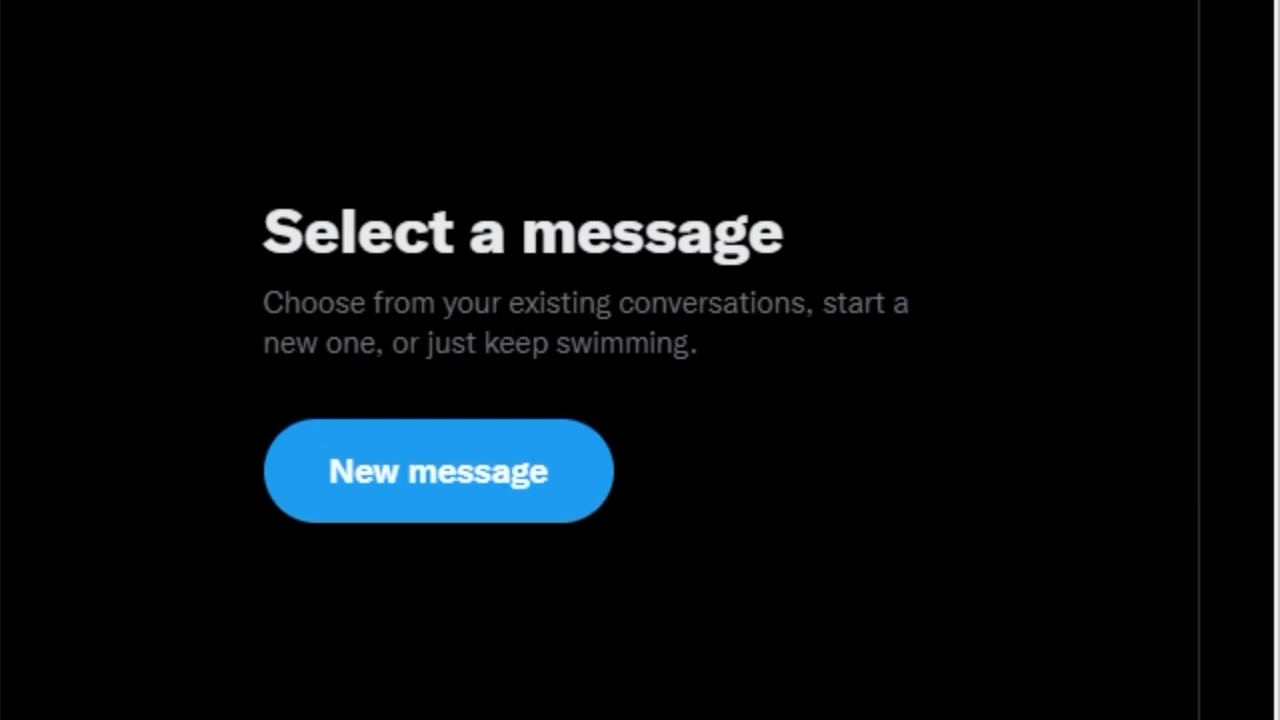 Select a message
Choose from your existing conversations, start a
new one, or just keep swimming.
New message